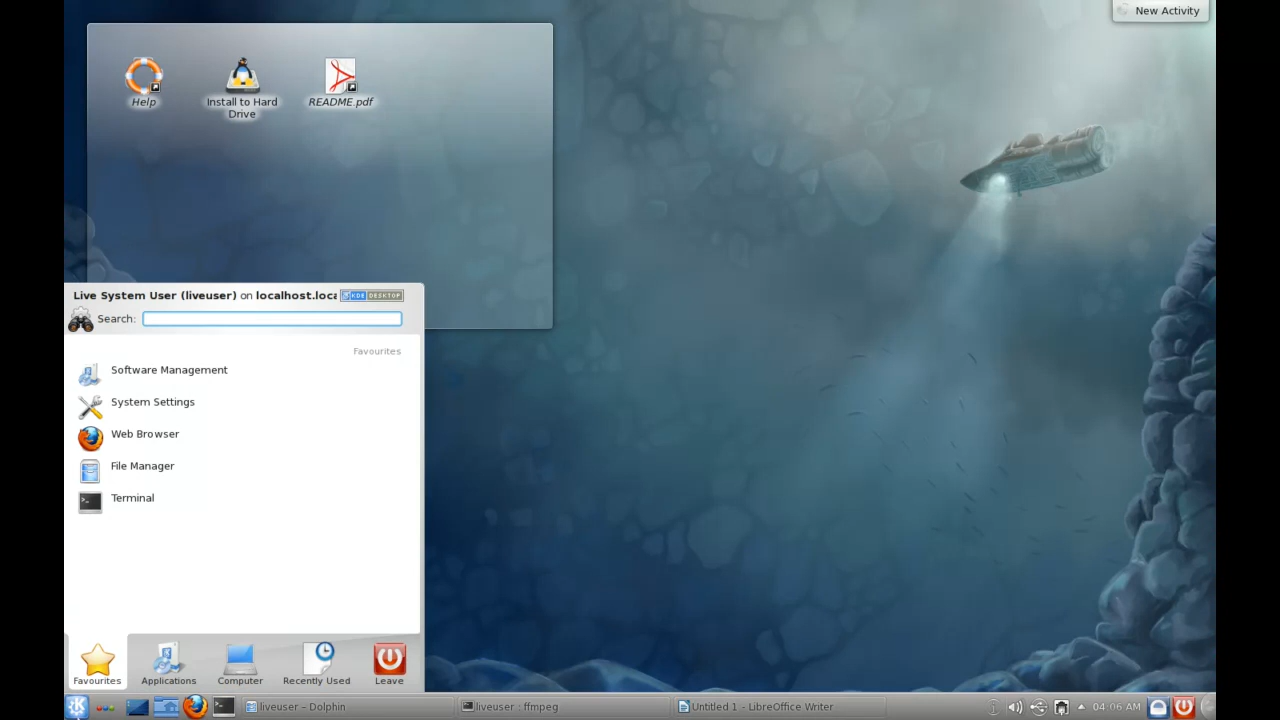 New Activity
Help
Install to Hard
Drive
README.pdf
Live System User (liveuser) on localhost.loca
KDE DESKTOP
Search:
Favourites
Software Management
System Settings
Web Browser
File Manager
Terminal
Favourites
Applications
Computer
Recently Used
Leave
liveuser – Dolphin
liveuser : ffmpeg
Untitled 1 - LibreOffice Writer
04:06 AM